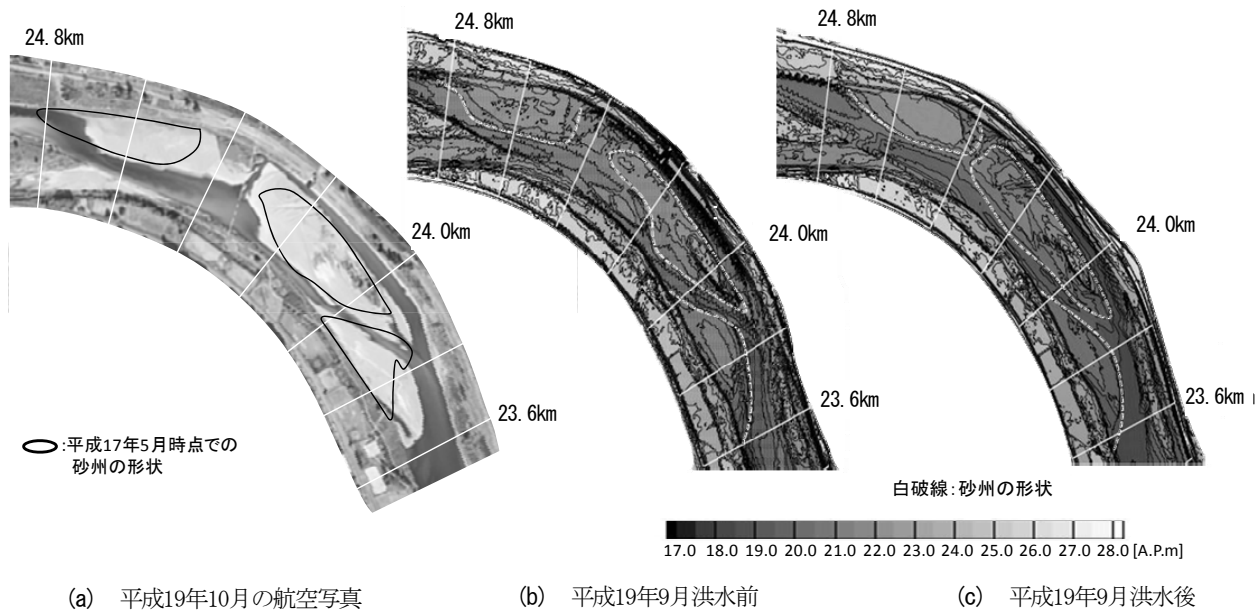 24.8km
24.0km
23.6km
:平成17年5月時点での
砂州の形状
24.8km
24.0km
23.6km
24.8km
24.0km
23.6km
白破線:砂州の形状
17.0 18.0 19.0 20.0 21.0 22.0 23.0 24.0 25.0 26.0 27.0 28.0 [A.P.m]
(a) 平成19年10月の航空写真
(b) 平成19年9月洪水前
(c) 平成19年9月洪水後